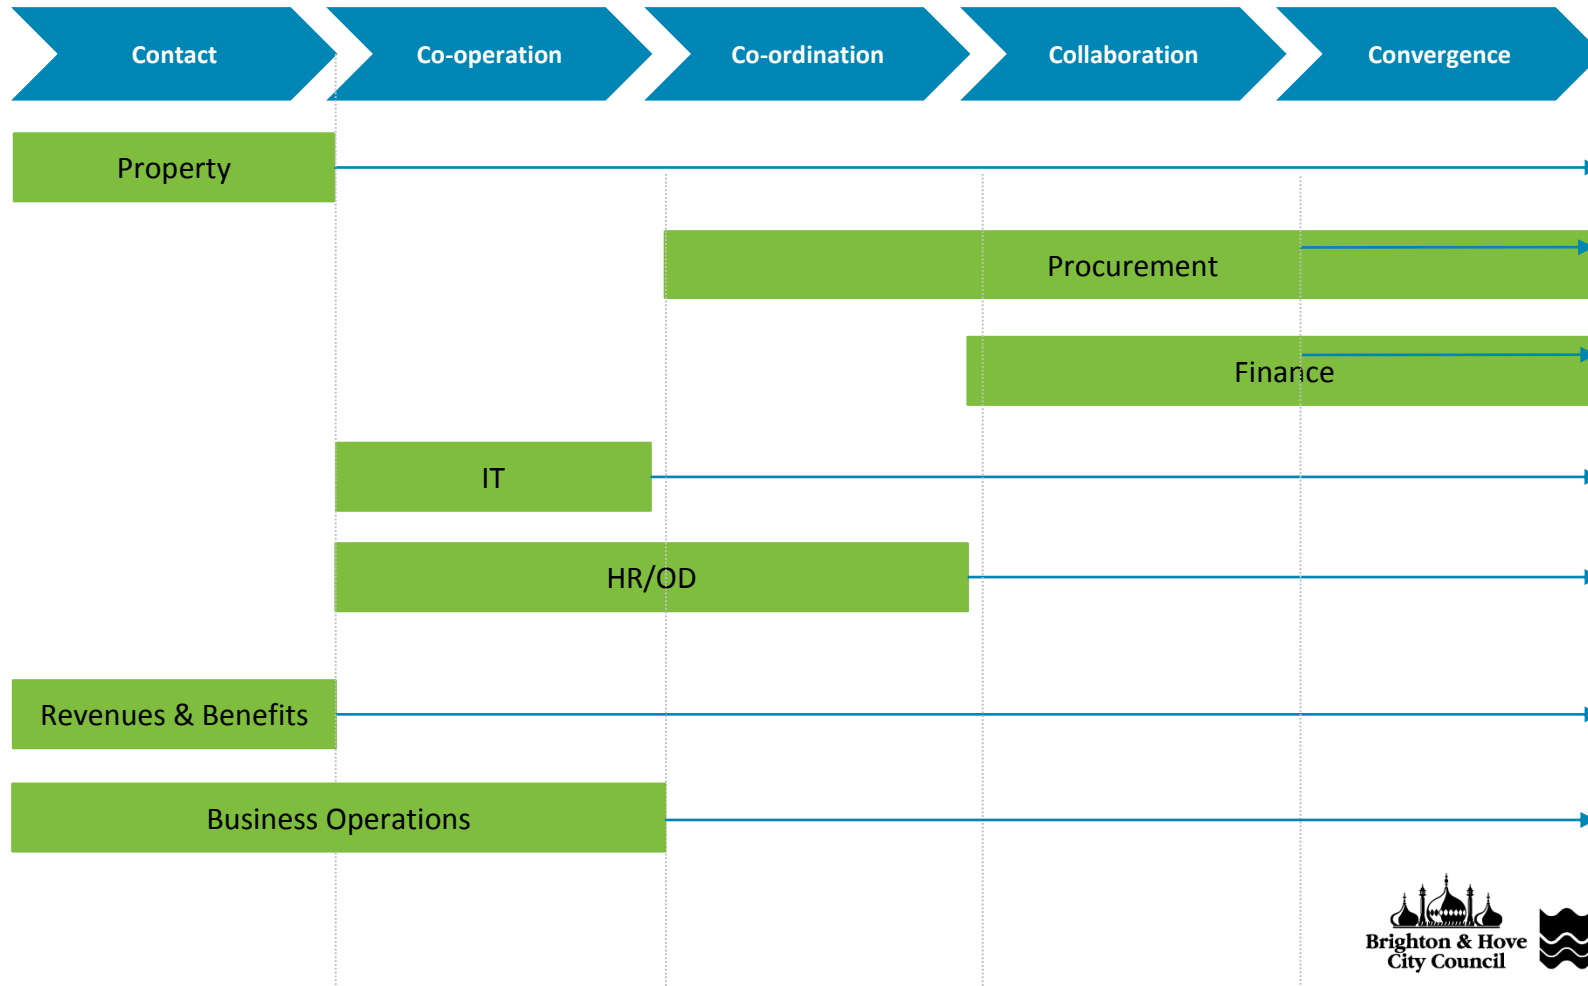 Contact
Co-operation
Co-ordination
Collaboration
Convergence
Property
Procurement
Finance
IT
HR/OD
Revenues & Benefits
Business Operations
Brighton & Hove
City Council